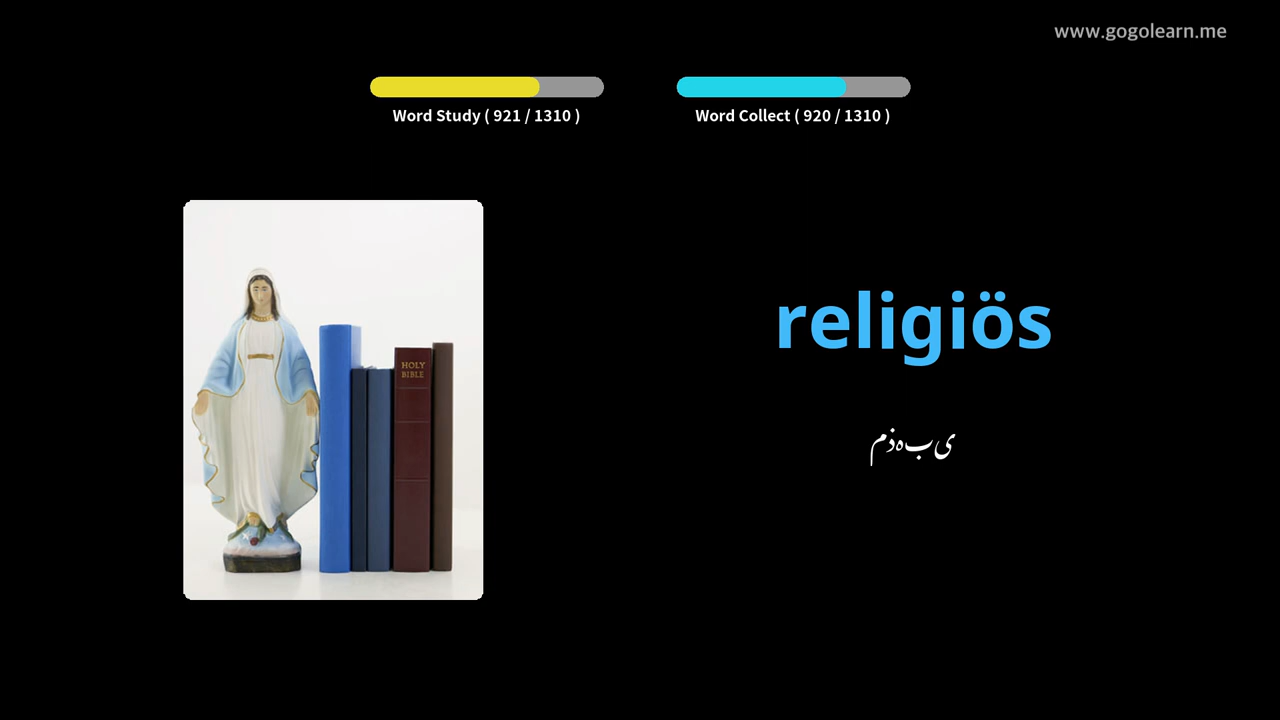 www.gogolearn.me
Word Study ( 921 / 1310 )
Word Collect ( 920 / 1310 )
HOLY
BIBLE
religiös
یبهذم